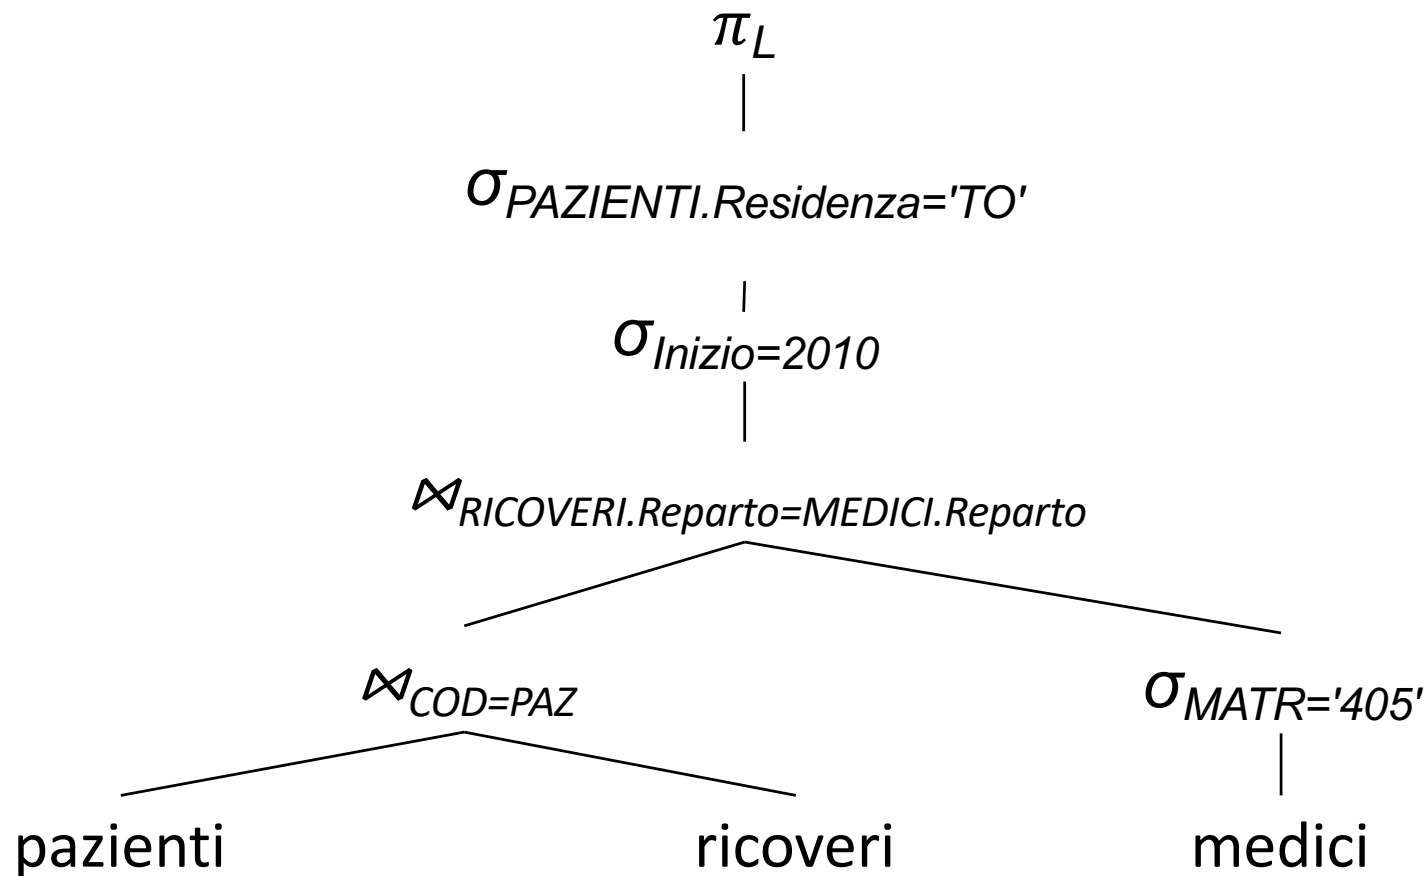 π_L
σ_PAZIENTI.Residenza='TO'
σ_Inizio=2010
⋈_RICOVERI.Reparto=MEDICI.Reparto
⋈_COD=PAZ σ_MATR='405'
pazienti ricoveri medici